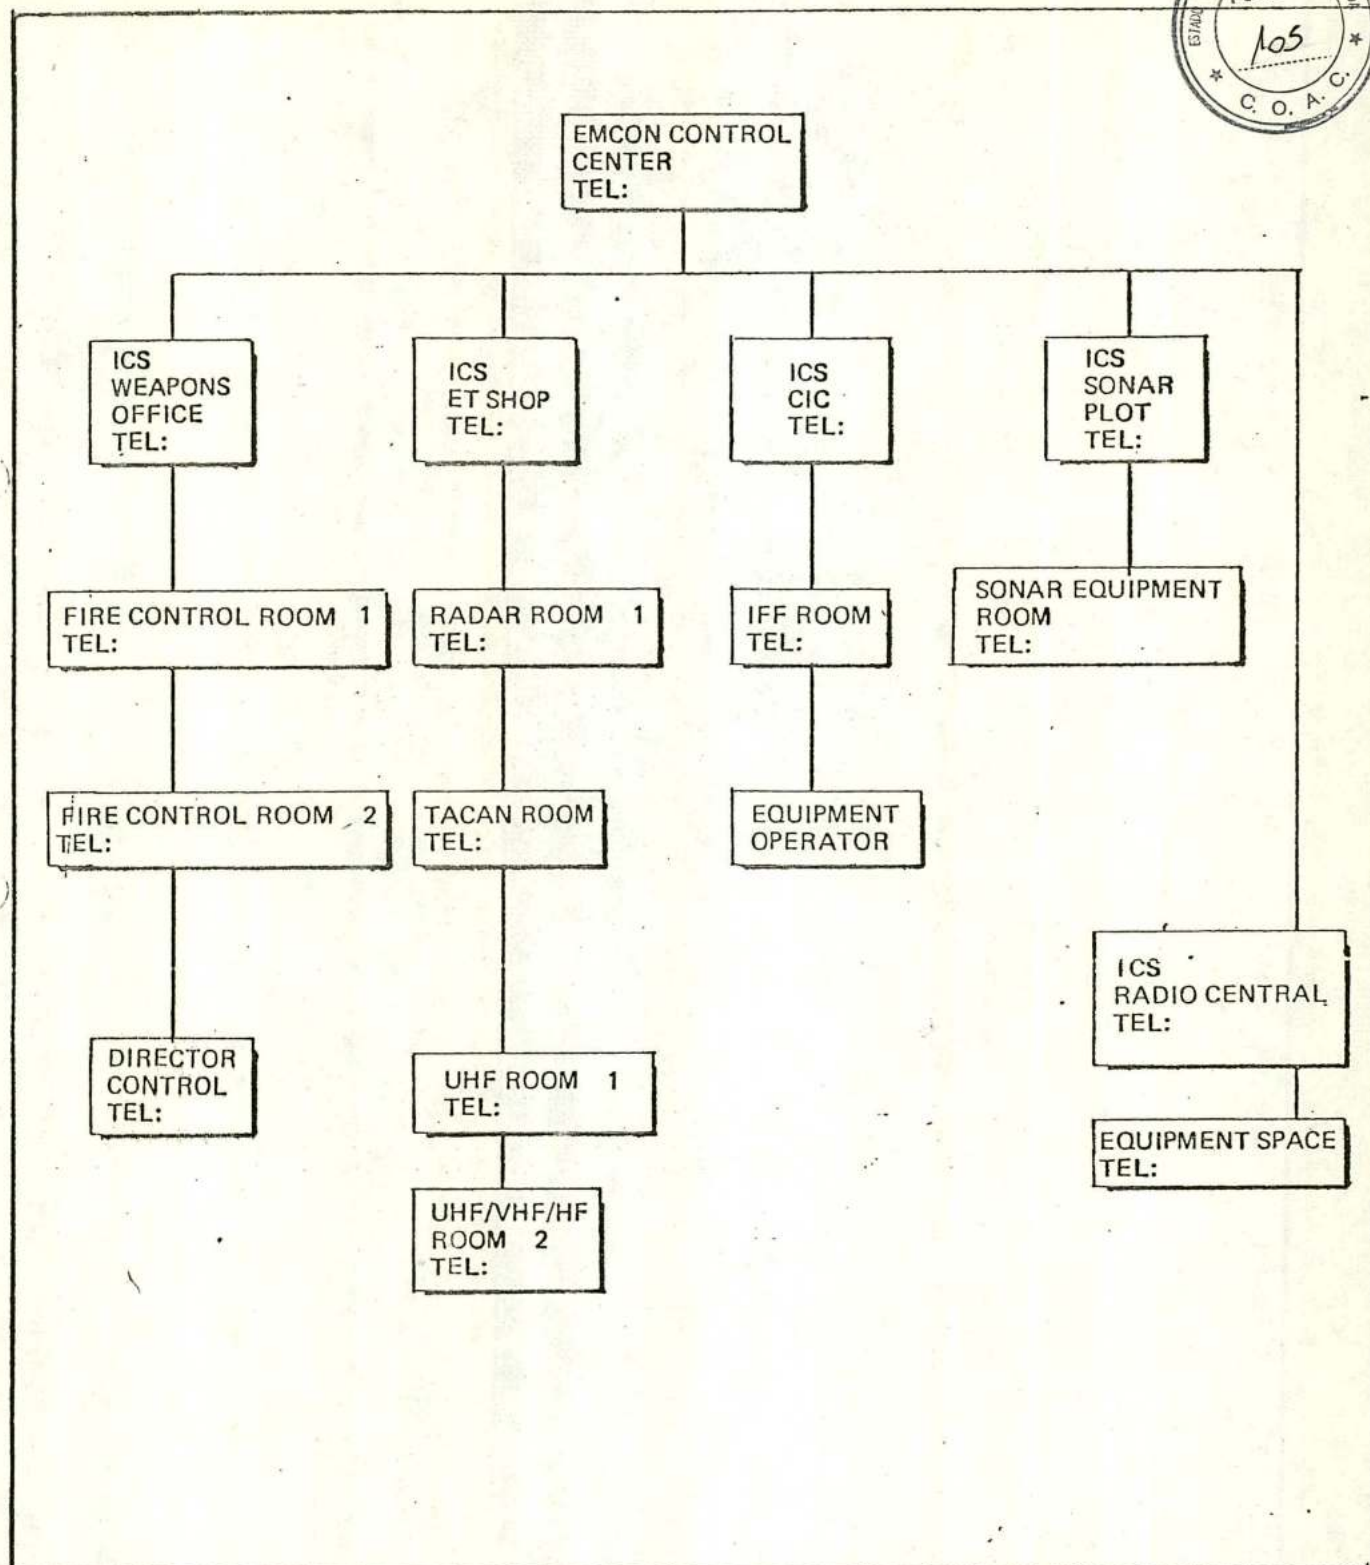 ESTADO
105
C. O. A. C.
EMCON CONTROL
CENTER
TEL:
ICS
WEAPONS
OFFICE
TEL:
ICS
ET SHOP
TEL:
ICS
CIC
TEL:
ICS
SONAR
PLOT
TEL:
FIRE CONTROL ROOM 1
TEL:
RADAR ROOM 1
TEL:
IFF ROOM
TEL:
SONAR EQUIPMENT
ROOM
TEL:
FIRE CONTROL ROOM 2
TEL:
TACAN ROOM
TEL:
EQUIPMENT
OPERATOR
ICS
RADIO CENTRAL
TEL:
DIRECTOR
CONTROL
TEL:
UHF ROOM 1
TEL:
EQUIPMENT SPACE
TEL:
UHF/VHF/HF
ROOM 2
TEL: